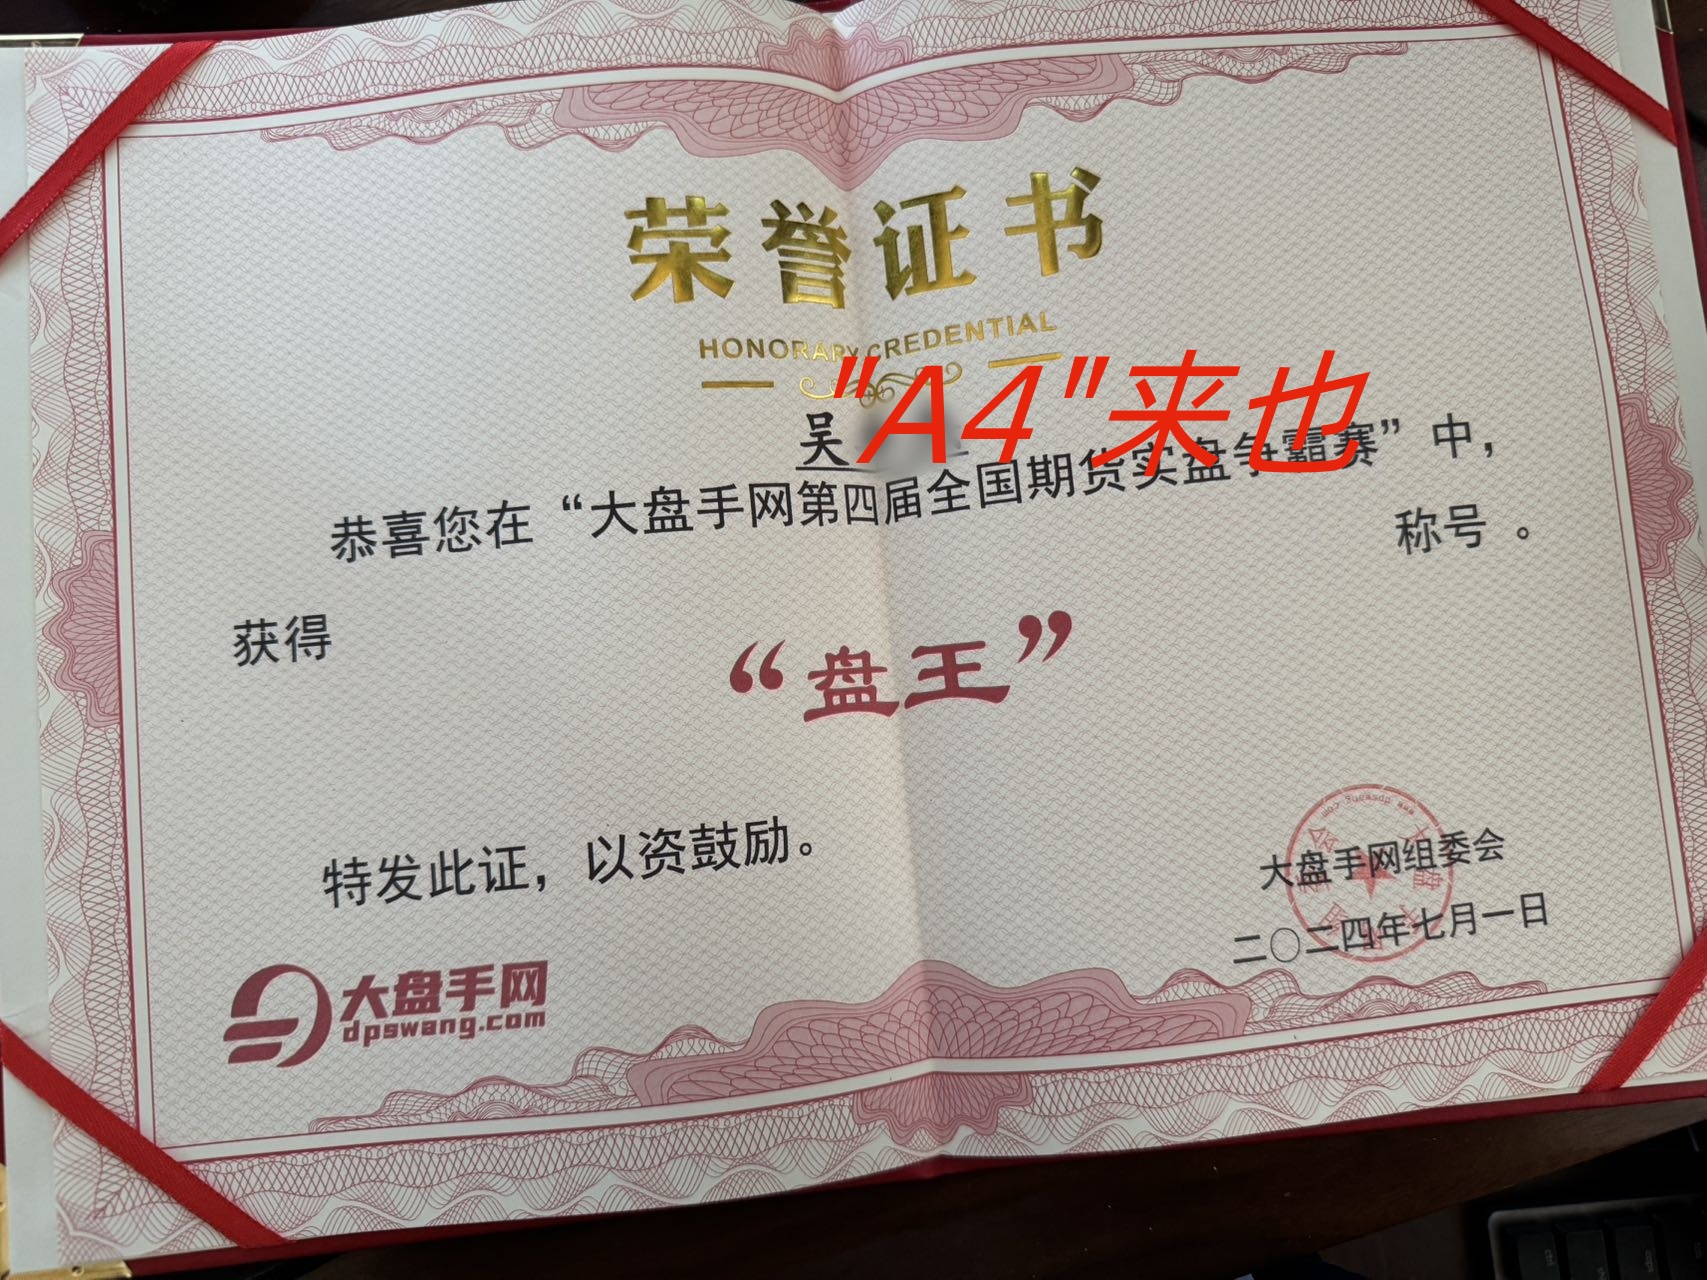 荣誉证书
HONORARY CREDENTIAL
"A4"来也
吴
恭喜您在“大盘手网第四届全国期货实盘争霸赛”中，
获得
称号。
“盘王”
特发此证，以资鼓励。
大盘手网组委会
二〇二四年七月一日
大盘手网
dpswang.com